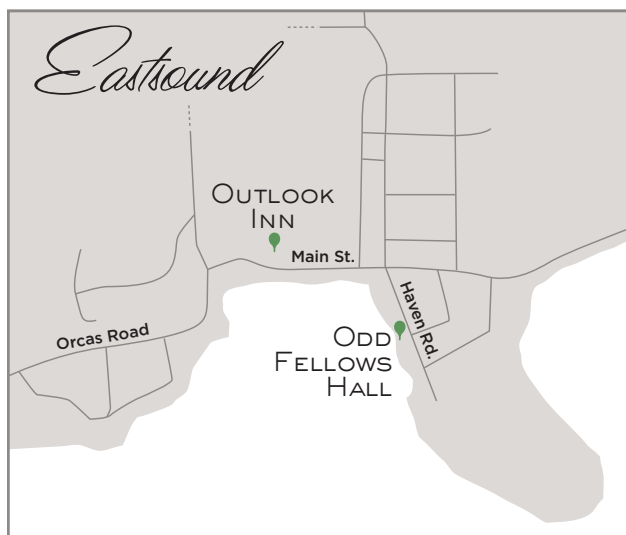 Eastsound
Outlook
Inn
Main St.
Haven Rd.
Orcas Road
Odd
Fellows
Hall